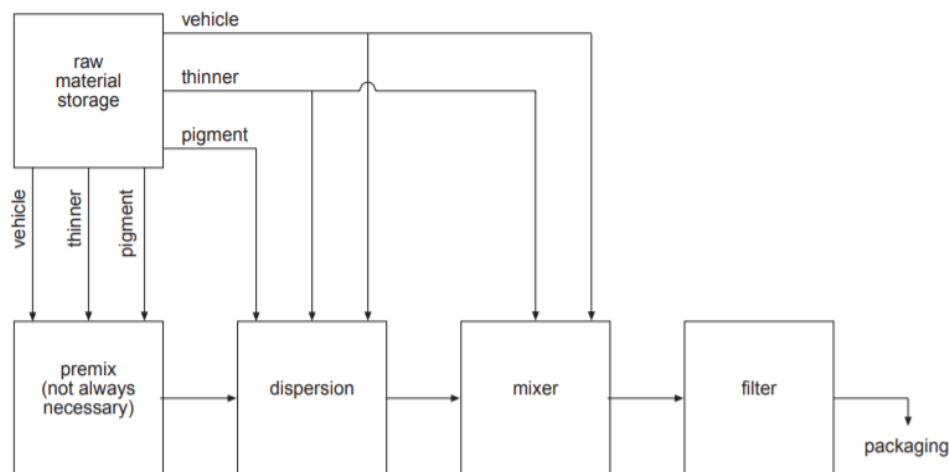 raw
material
storage
vehicle
thinner
pigment
vehicle
thinner
pigment
premix
(not always
necessary)
dispersion
mixer
filter
packaging